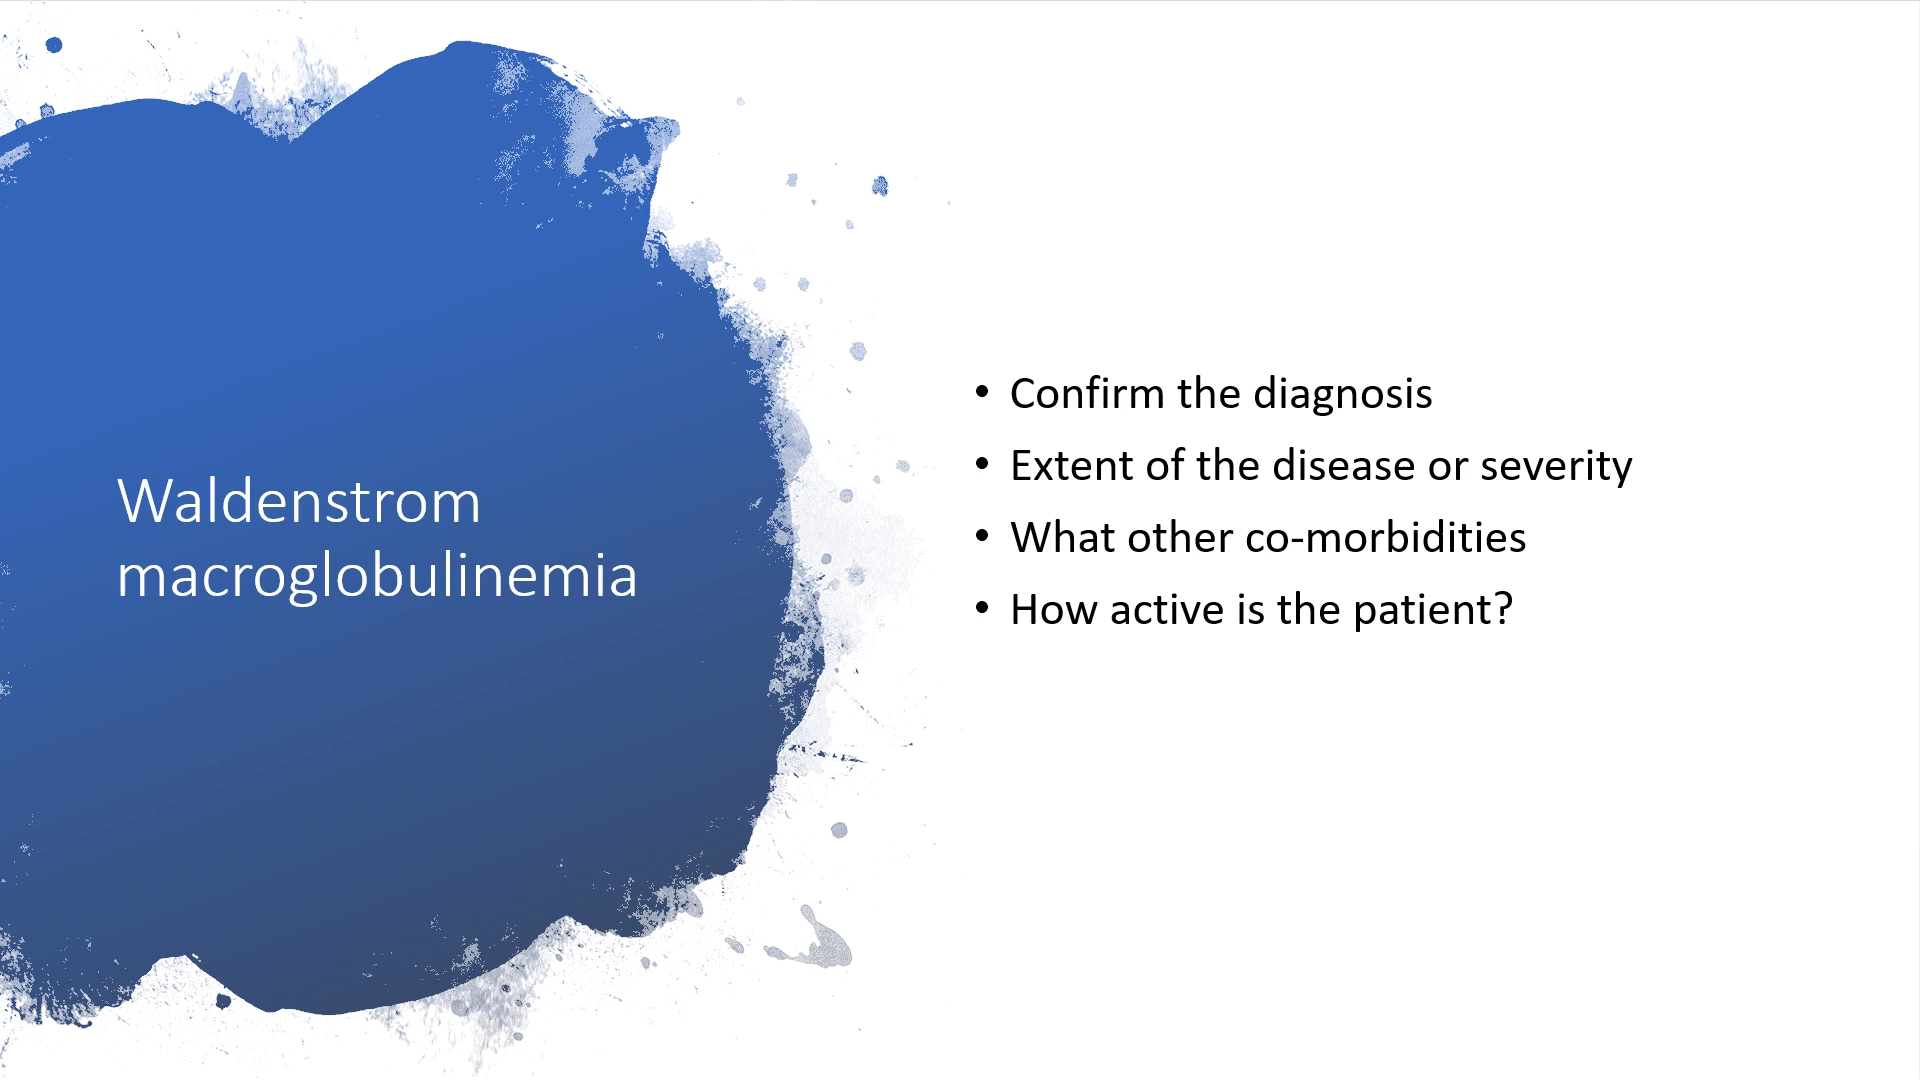 Waldenstrom
macroglobulinemia
• Confirm the diagnosis
• Extent of the disease or severity
• What other co-morbidities
• How active is the patient?